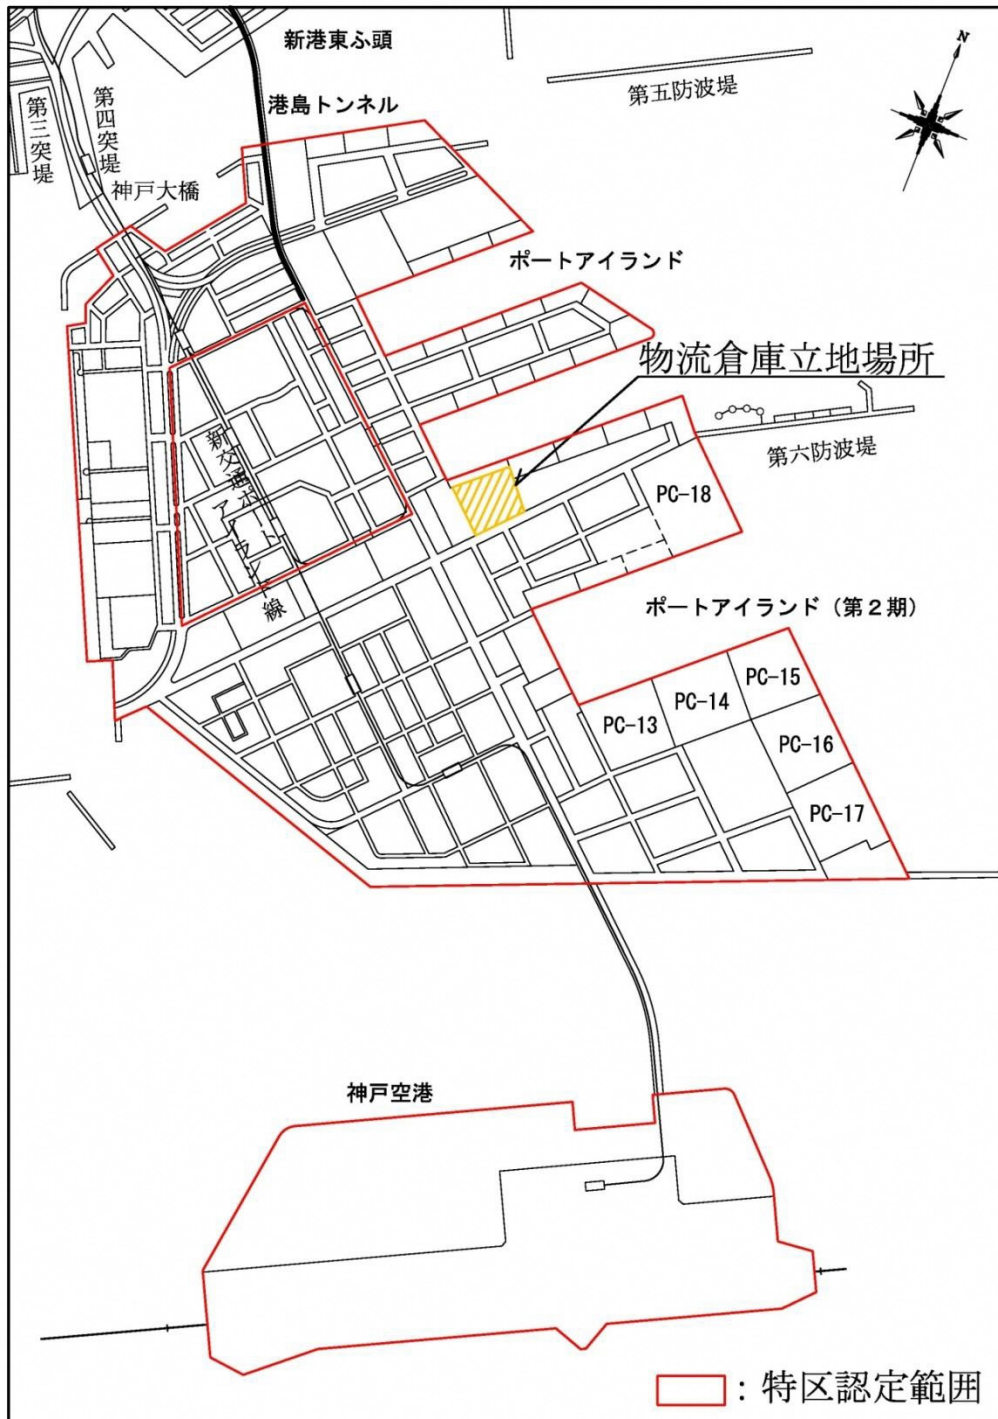 新港東ふ頭
N
第五防波堤
港島トンネル
第三突堤
第四突堤
神戸大橋
ポートアイランド
物流倉庫立地場所
第六防波堤
PC-18
新交通ポートアイランド線
ポートアイランド(第2期)
PC-15
PC-14
PC-13
PC-16
PC-17
神戸空港
:特区認定範囲